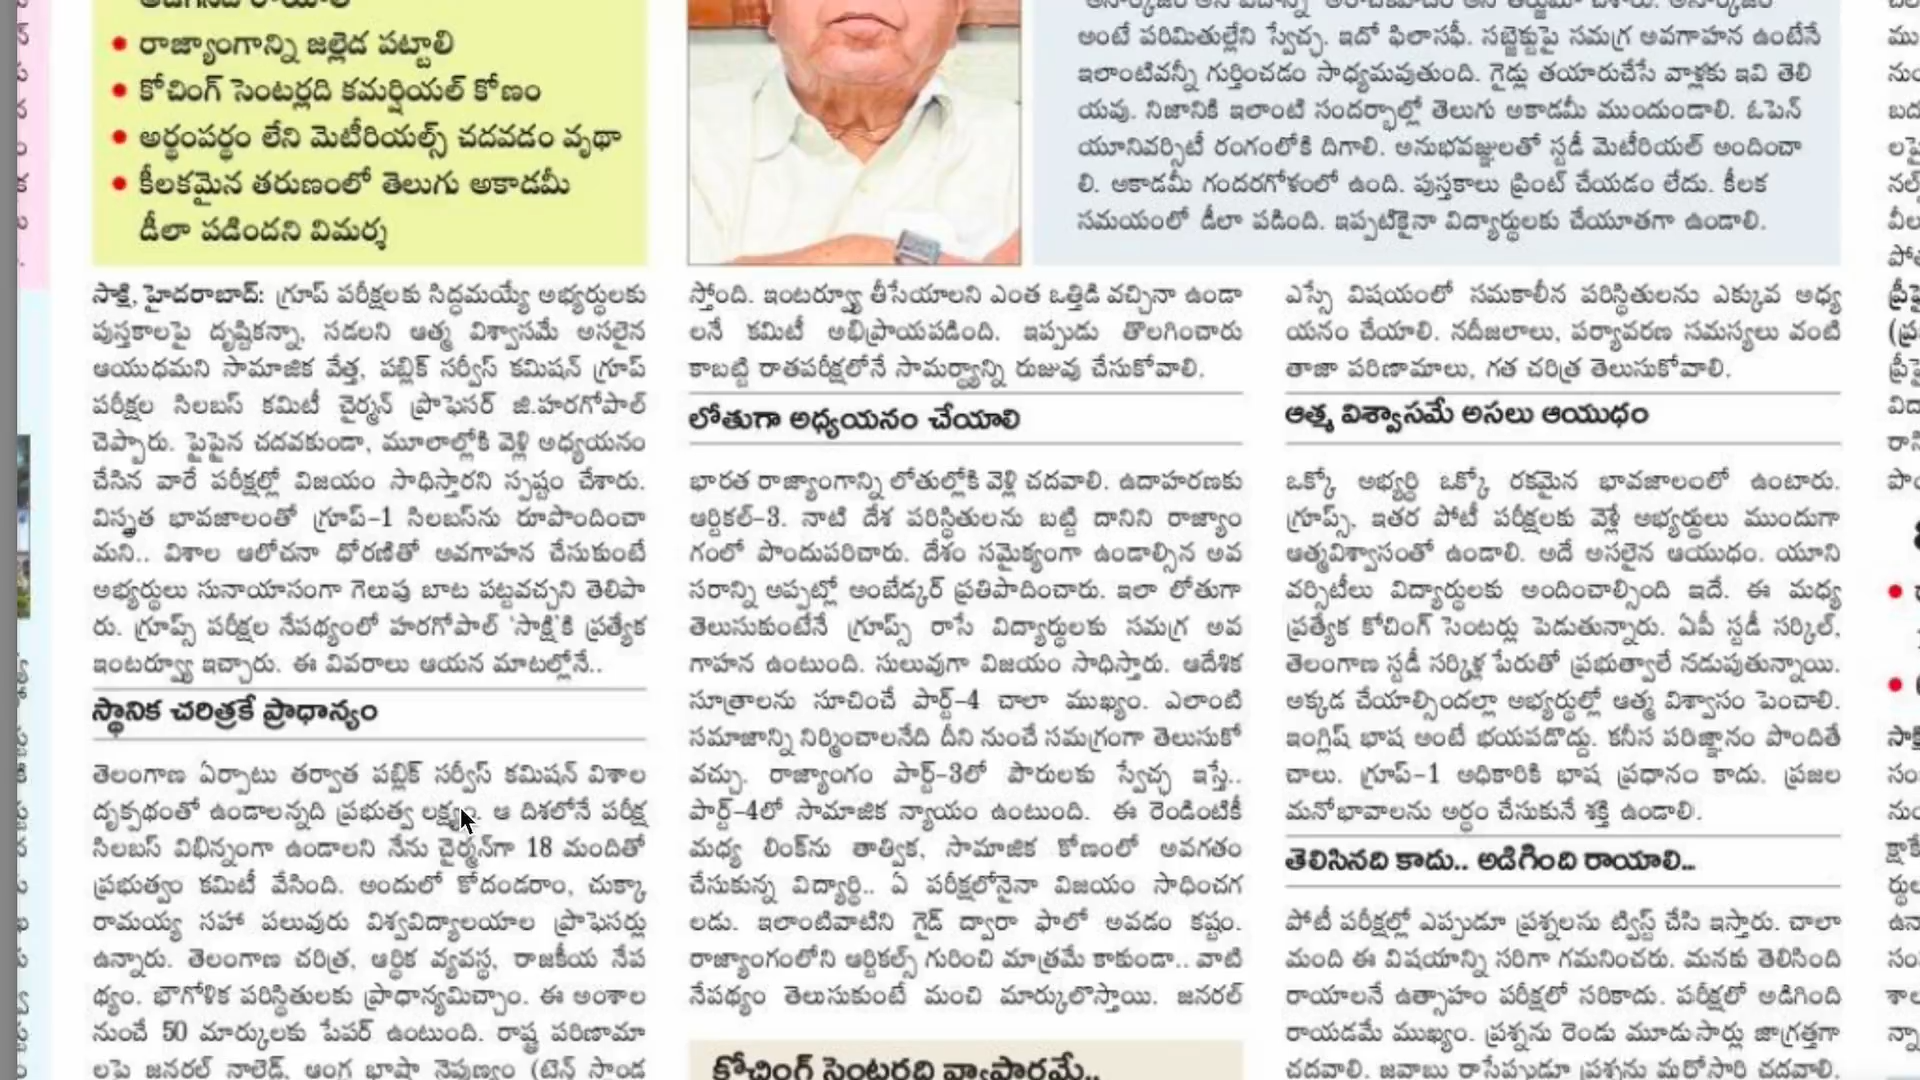 • రాజ్యాంగాన్ని జల్లెడ పట్టాలి
• కోచింగ్ సెంటర్లది కమర్షియల్ కోణం
• అర్థంపర్థం లేని మెటీరియల్స్ చదవడం వృథా
• కీలకమైన తరుణంలో తెలుగు అకాడమీ
డీలా పడిందని విమర్శ
అంటే పరిమితుల్లేని స్వేచ్ఛ. ఇదో ఫిలాసఫీ. సబ్జెక్టుపై సమగ్ర అవగాహన ఉంటేనే
ఇలాంటివన్నీ గుర్తించడం సాధ్యమవుతుంది. గైడ్లు తయారుచేసే వాళ్లకు ఇవి తెలి
యవు. నిజానికి ఇలాంటి సందర్భాల్లో తెలుగు అకాడమీ ముందుండాలి. ఓపెన్
యూనివర్సిటీ రంగంలోకి దిగాలి. అనుభవజ్ఞులతో స్టడీ మెటీరియల్ అందించా
లి. అకాడమీ గందరగోళంలో ఉంది. పుస్తకాలు ప్రింట్ చేయడం లేదు. కీలక
సమయంలో డీలా పడింది. ఇప్పటికైనా విద్యార్థులకు చేయూతగా ఉండాలి.
సాక్షి, హైదరాబాద్: గ్రూప్ పరీక్షలకు సిద్ధమయ్యే అభ్యర్థులకు
పుస్తకాలపై దృష్టికన్నా, సడలని ఆత్మ విశ్వాసమే అసలైన
ఆయుధమని సామాజిక వేత్త, పబ్లిక్ సర్వీస్ కమిషన్ గ్రూప్
పరీక్షల సిలబస్ కమిటీ చైర్మన్ ప్రొఫెసర్ జి.హరగోపాల్
చెప్పారు. పైపైన చదవకుండా, మూలాల్లోకి వెళ్లి అధ్యయనం
చేసిన వారే పరీక్షల్లో విజయం సాధిస్తారని స్పష్టం చేశారు.
విస్తృత భావజాలంతో గ్రూప్-1 సిలబస్‌ను రూపొందించా
మని.. విశాల ఆలోచనా ధోరణితో అవగాహన చేసుకుంటే
అభ్యర్థులు సునాయాసంగా గెలుపు బాట పట్టవచ్చని తెలిపా
రు. గ్రూప్స్ పరీక్షల నేపథ్యంలో హరగోపాల్ 'సాక్షి'కి ప్రత్యేక
ఇంటర్వ్యూ ఇచ్చారు. ఈ వివరాలు ఆయన మాటల్లోనే..
స్థానిక చరిత్రకే ప్రాధాన్యం
తెలంగాణ ఏర్పాటు తర్వాత పబ్లిక్ సర్వీస్ కమిషన్ విశాల
దృక్పథంతో ఉండాలన్నది ప్రభుత్వ లక్ష్యం. ఆ దిశలోనే పరీక్ష
సిలబస్ విభిన్నంగా ఉండాలని నేను చైర్మన్‌గా 18 మందితో
ప్రభుత్వం కమిటీ వేసింది. అందులో కోదండరాం, చుక్కా
రామయ్య సహా పలువురు విశ్వవిద్యాలయాల ప్రొఫెసర్లు
ఉన్నారు. తెలంగాణ చరిత్ర, ఆర్థిక వ్యవస్థ, రాజకీయ నేప
థ్యం. భౌగోళిక పరిస్థితులకు ప్రాధాన్యమిచ్చాం. ఈ అంశాల
నుంచే 50 మార్కులకు పేపర్ ఉంటుంది. రాష్ట్ర పరిణామా
లపై జనరల్ నాలెడ్జ్, ఆంగ్ల భాషా నైపుణ్యం (టెన్త్ స్టాండ
స్తోంది. ఇంటర్వ్యూ తీసేయాలని ఎంత ఒత్తిడి వచ్చినా ఉండా
లనే కమిటీ అభిప్రాయపడింది. ఇప్పుడు తొలగించారు
కాబట్టి రాతపరీక్షలోనే సామర్థ్యాన్ని రుజువు చేసుకోవాలి.
లోతుగా అధ్యయనం చేయాలి
భారత రాజ్యాంగాన్ని లోతుల్లోకి వెళ్లి చదవాలి. ఉదాహరణకు
ఆర్టికల్-3. నాటి దేశ పరిస్థితులను బట్టి దానిని రాజ్యాం
గంలో పొందుపరిచారు. దేశం సమైక్యంగా ఉండాల్సిన అవ
సరాన్ని అప్పట్లో అంబేడ్కర్ ప్రతిపాదించారు. ఇలా లోతుగా
తెలుసుకుంటేనే గ్రూప్స్ రాసే విద్యార్థులకు సమగ్ర అవ
గాహన ఉంటుంది. సులువుగా విజయం సాధిస్తారు. ఆదేశిక
సూత్రాలను సూచించే పార్ట్-4 చాలా ముఖ్యం. ఎలాంటి
సమాజాన్ని నిర్మించాలనేది దీని నుంచే సమగ్రంగా తెలుసుకో
వచ్చు. రాజ్యాంగం పార్ట్-3లో పౌరులకు స్వేచ్ఛ ఇస్తే..
పార్ట్-4లో సామాజిక న్యాయం ఉంటుంది. ఈ రెండింటికీ
మధ్య లింక్‌ను తాత్విక, సామాజిక కోణంలో అవగతం
చేసుకున్న విద్యార్థి.. ఏ పరీక్షలోనైనా విజయం సాధించగ
లడు. ఇలాంటివాటిని గైడ్ ద్వారా ఫాలో అవడం కష్టం.
రాజ్యాంగంలోని ఆర్టికల్స్ గురించి మాత్రమే కాకుండా.. వాటి
నేపథ్యం తెలుసుకుంటే మంచి మార్కులొస్తాయి. జనరల్
కోచింగ్ సెంటర్లది వ్యాపారమే..
ఎస్సే విషయంలో సమకాలీన పరిస్థితులను ఎక్కువ అధ్య
యనం చేయాలి. నదీజలాలు, పర్యావరణ సమస్యలు వంటి
తాజా పరిణామాలు, గత చరిత్ర తెలుసుకోవాలి.
ఆత్మ విశ్వాసమే అసలు ఆయుధం
ఒక్కో అభ్యర్థి ఒక్కో రకమైన భావజాలంలో ఉంటారు.
గ్రూప్స్, ఇతర పోటీ పరీక్షలకు వెళ్లే అభ్యర్థులు ముందుగా
ఆత్మవిశ్వాసంతో ఉండాలి. అదే అసలైన ఆయుధం. యూని
వర్సిటీలు విద్యార్థులకు అందించాల్సింది ఇదే. ఈ మధ్య
ప్రత్యేక కోచింగ్ సెంటర్లు పెడుతున్నారు. ఏపీ స్టడీ సర్కిల్,
తెలంగాణ స్టడీ సర్కిళ్ల పేరుతో ప్రభుత్వాలే నడుపుతున్నాయి.
అక్కడ చేయాల్సిందల్లా అభ్యర్థుల్లో ఆత్మ విశ్వాసం పెంచాలి.
ఇంగ్లిష్ భాష అంటే భయపడొద్దు. కనీస పరిజ్ఞానం పొందితే
చాలు. గ్రూప్-1 అధికారికి భాష ప్రధానం కాదు. ప్రజల
మనోభావాలను అర్థం చేసుకునే శక్తి ఉండాలి.
తెలిసినది కాదు.. అడిగింది రాయాలి...
పోటీ పరీక్షల్లో ఎప్పుడూ ప్రశ్నలను ట్విస్ట్ చేసి ఇస్తారు. చాలా
మంది ఈ విషయాన్ని సరిగా గమనించరు. మనకు తెలిసింది
రాయాలనే ఉత్సాహం పరీక్షలో సరికాదు. పరీక్షలో అడిగింది
రాయడమే ముఖ్యం. ప్రశ్నను రెండు మూడుసార్లు జాగ్రత్తగా
చదవాలి. జవాబు రాసేప్పుడూ ప్రశ్నను మరోసారి చదవాలి.